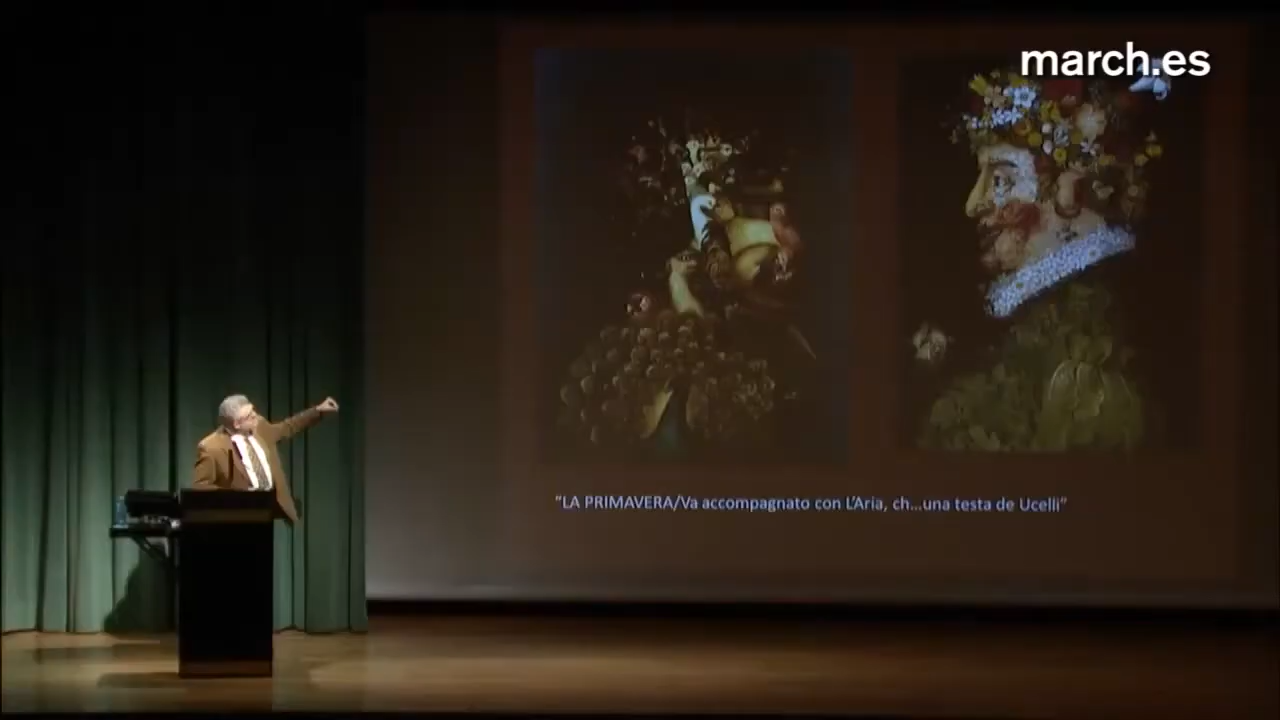 march.es
“LA PRIMAVERA/Va accompagnato con L’Aria, ch...una testa de Ucelli”